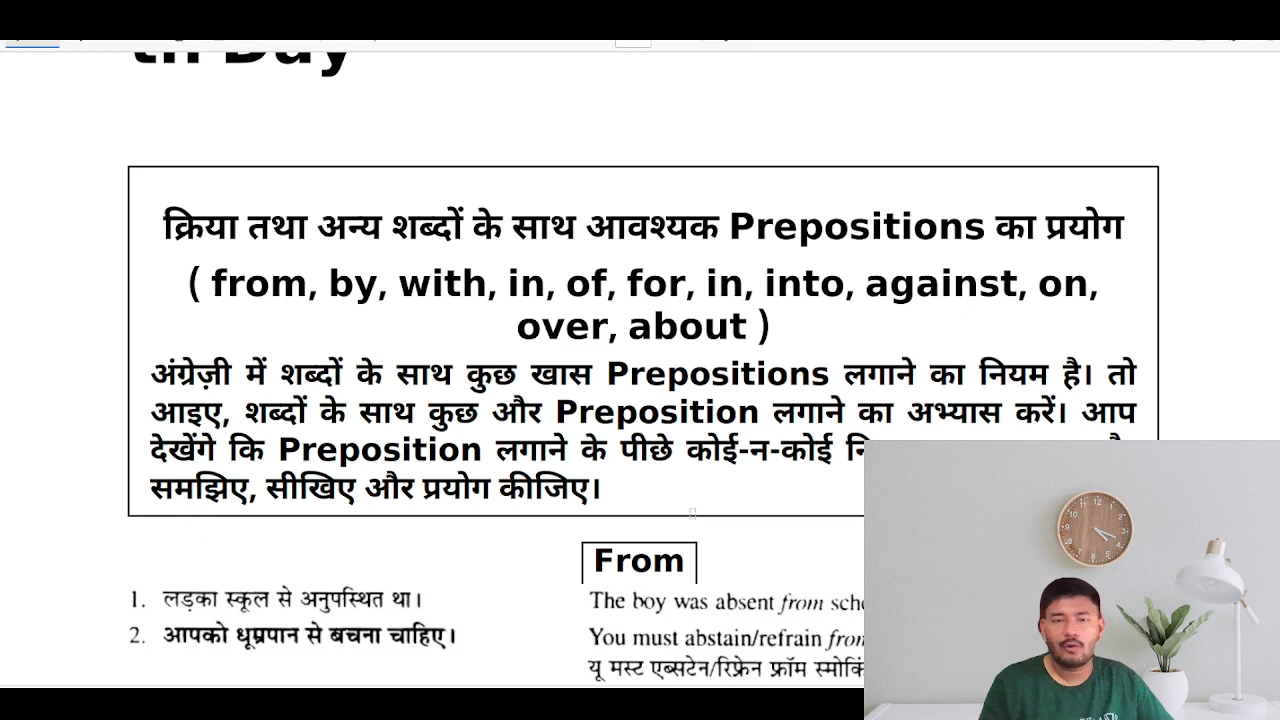 th Day
क्रिया तथा अन्य शब्दों के साथ आवश्यक Prepositions का प्रयोग
( from, by, with, in, of, for, in, into, against, on,
over, about )
अंग्रेज़ी में शब्दों के साथ कुछ खास Prepositions लगाने का नियम है। तो
आइए, शब्दों के साथ कुछ और Preposition लगाने का अभ्यास करें। आप
देखेंगे कि Preposition लगाने के पीछे कोई-न-कोई
समझिए, सीखिए और प्रयोग कीजिए।
From
1. लड़का स्कूल से अनुपस्थित था। The boy was absent from
2. आपको धूम्रपान से बचना चाहिए। You must abstain/refrain
यू मस्ट एब्सटेन/रिफ्रेन फ्रॉम